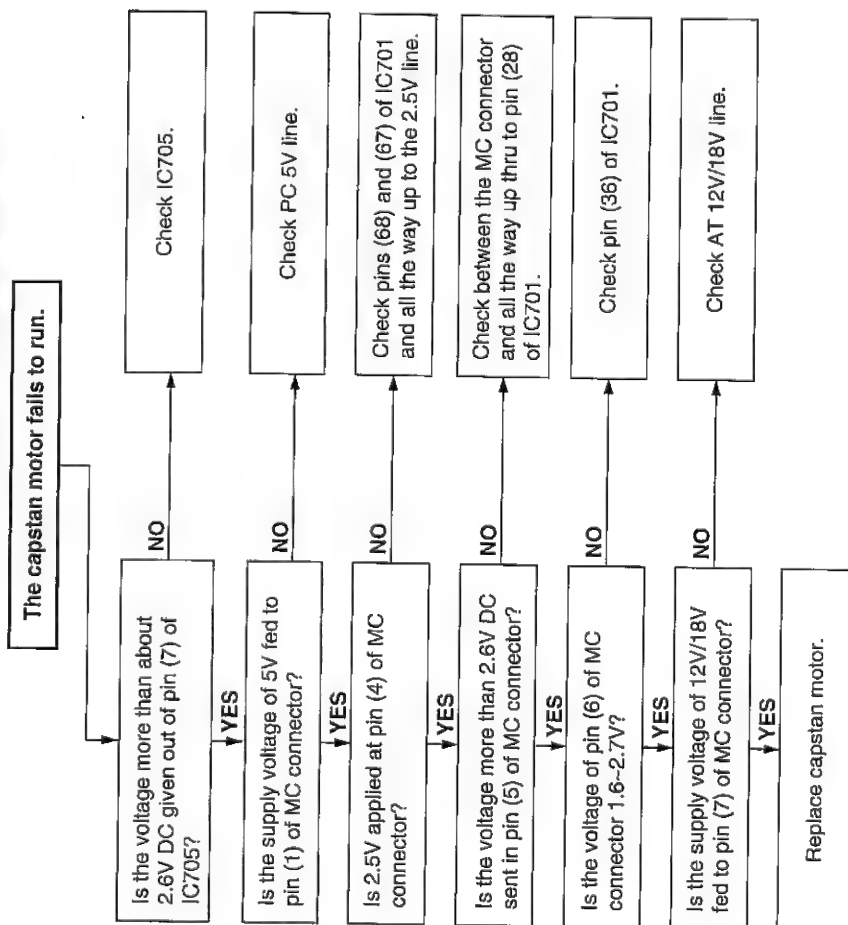 The capstan motor fails to run.
Is the voltage more than about
2.6V DC given out of pin (7) of
IC705?
NO
Check IC705.
YES
Is the supply voltage of 5V fed to
pin (1) of MC connector?
NO
Check PC 5V line.
YES
Is 2.5V applied at pin (4) of MC
connector?
NO
Check pins (68) and (67) of IC701
and all the way up to the 2.5V line.
YES
Is the voltage more than 2.6V DC
sent in pin (5) of MC connector?
NO
Check between the MC connector
and all the way up thru to pin (28)
of IC701.
YES
Is the voltage of pin (6) of MC
connector 1.6~2.7V?
NO
Check pin (36) of IC701.
YES
Is the supply voltage of 12V/18V
fed to pin (7) of MC connector?
NO
Check AT 12V/18V line.
YES
Replace capstan motor.